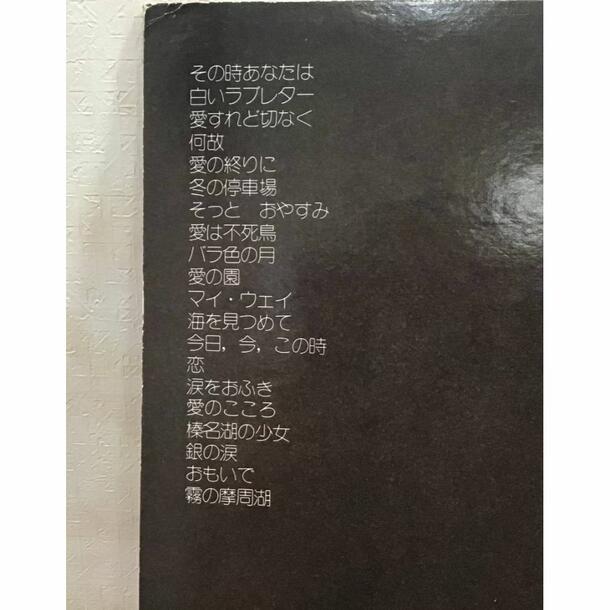 その時あなたは
白いラブレター
愛すれど切なく
何故
愛の終りに
冬の停車場
そっと　おやすみ
愛は不死鳥
バラ色の月
愛の園
マイ・ウェイ
海を見つめて
今日，今，この時
恋
涙をおふき
愛のこころ
榛名湖の少女
銀の涙
おもいで
霧の摩周湖